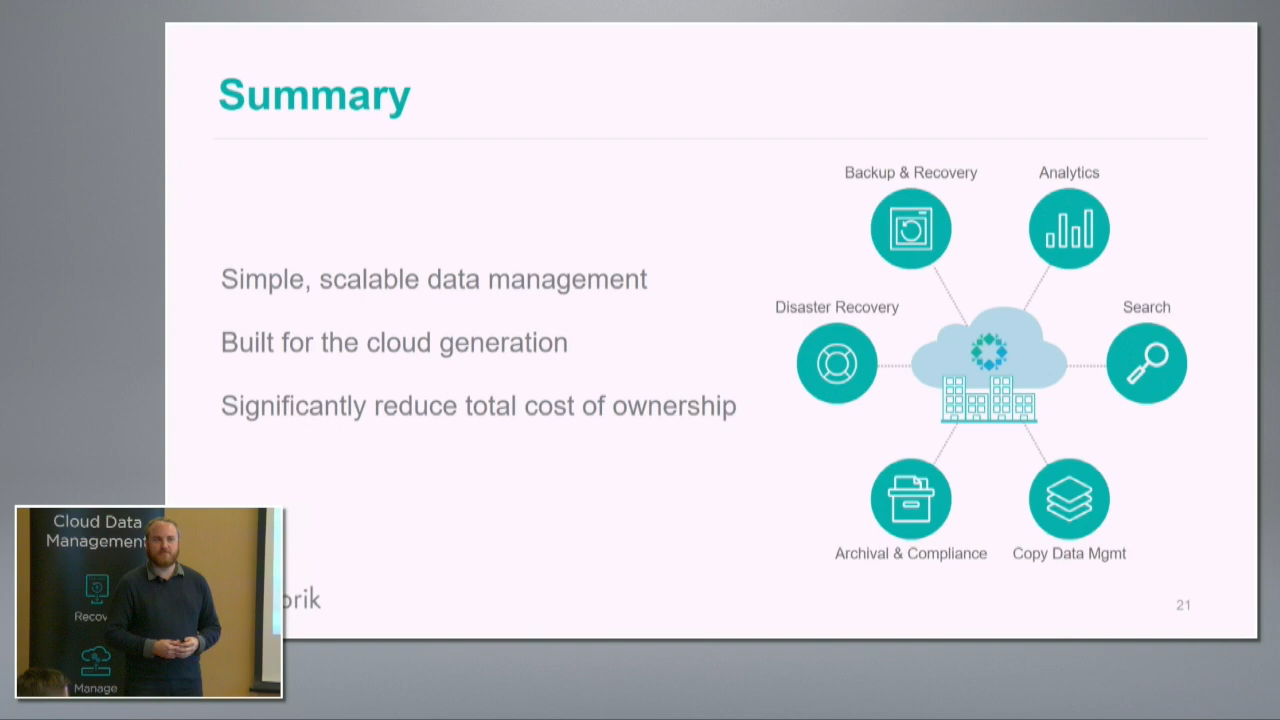 Summary
Backup & Recovery
Analytics
Simple, scalable data management
Disaster Recovery
Search
Built for the cloud generation
Significantly reduce total cost of ownership
Archival & Compliance
Copy Data Mgmt
21
Cloud Data
Management
Manage